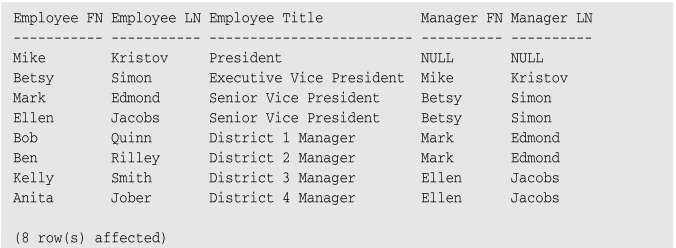 Employee FN Employee LN Employee Title           Manager FN Manager LN
----------- ----------- ------------------------ ---------- ----------
Mike        Kristov     President                NULL       NULL
Betsy       Simon       Executive Vice President Mike       Kristov
Mark        Edmond      Senior Vice President    Betsy      Simon
Ellen       Jacobs      Senior Vice President    Betsy      Simon
Bob         Quinn       District 1 Manager       Mark       Edmond
Ben         Rilley      District 2 Manager       Mark       Edmond
Kelly       Smith       District 3 Manager       Ellen      Jacobs
Anita       Jober       District 4 Manager       Ellen      Jacobs
(8 row(s) affected)